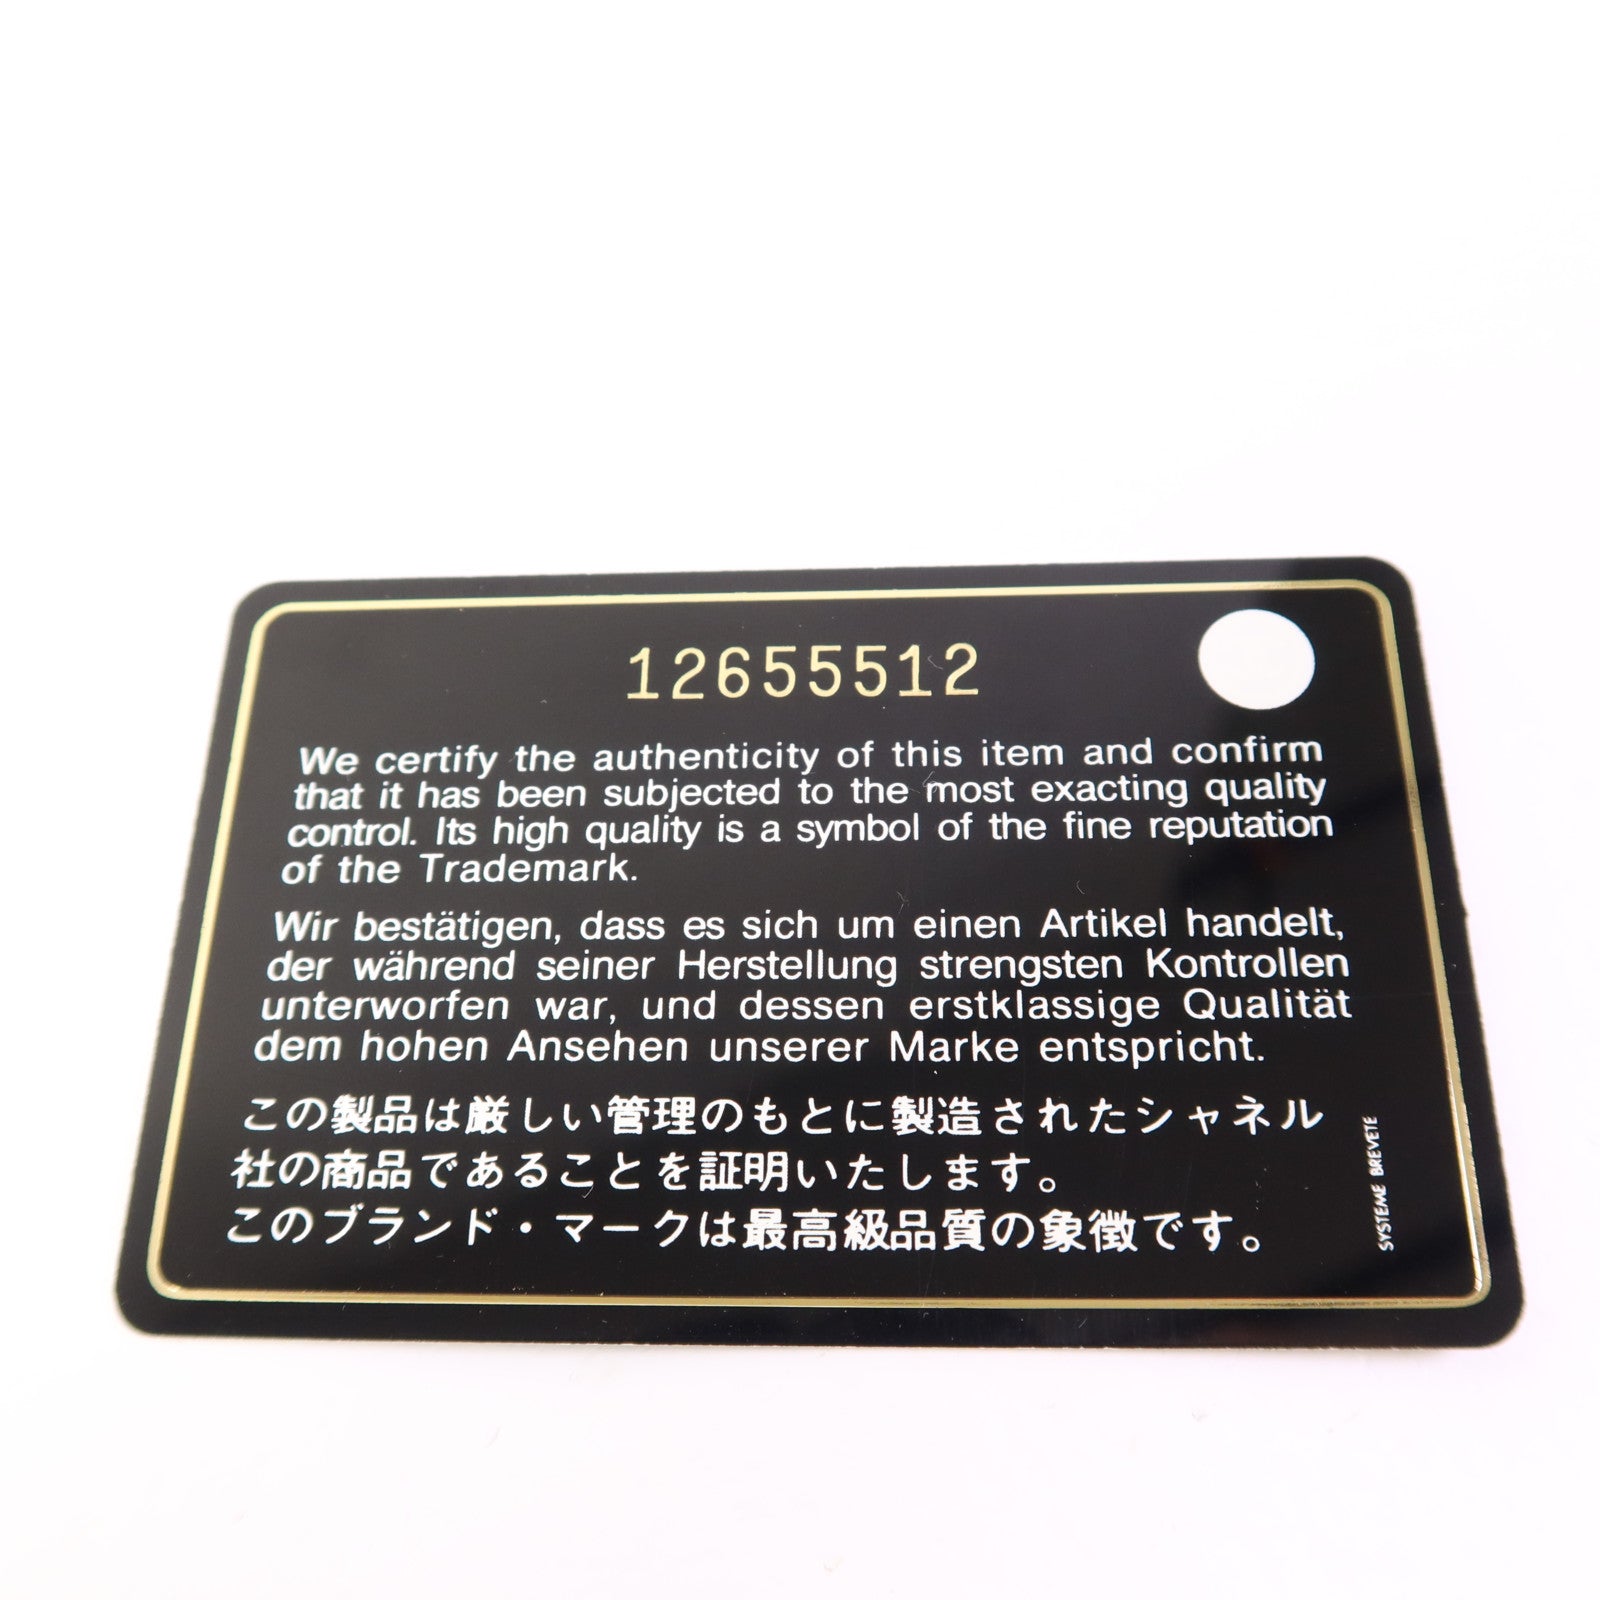 12655512
We certify the authenticity of this item and confirm
that it has been subjected to the most exacting quality
control. Its high quality is a symbol of the fine reputation
of the Trademark.
Wir bestätigen, dass es sich um einen Artikel handelt,
der während seiner Herstellung strengsten Kontrollen
unterworfen war, und dessen erstklassige Qualität
dem hohen Ansehen unserer Marke entspricht.
この製品は厳しい管理のもとに製造されたシャネル
社の商品であることを証明いたします。
このブランド・マークは最高級品質の象徴です。
SYSTEME BREVETE